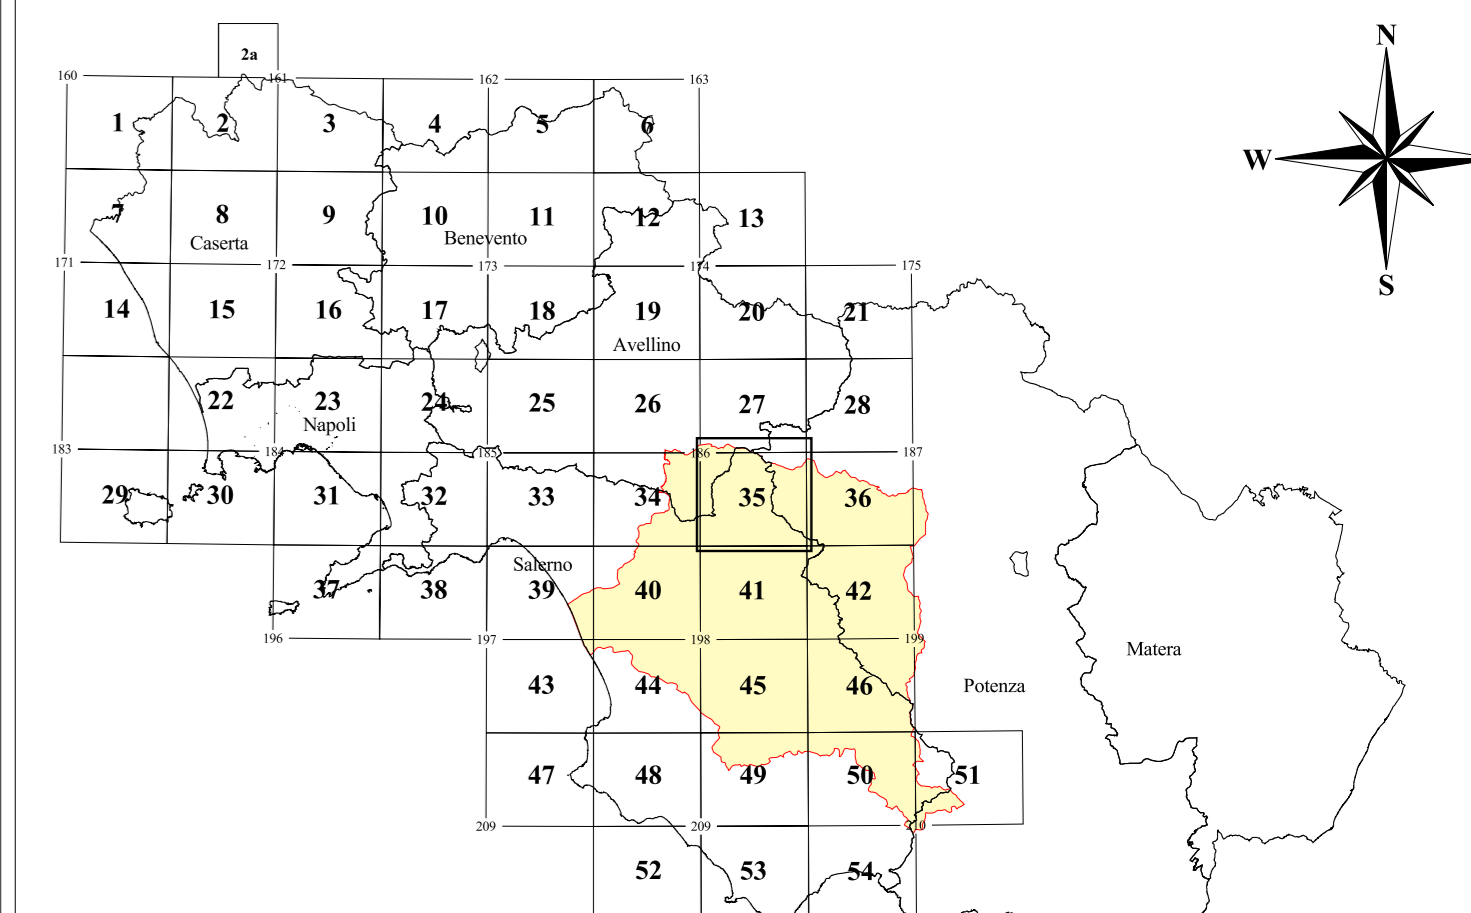 N
2a
160 161 162 163
1 2 3 4 5 6
W
7 8 9 10 11 12 13
Caserta Benevento
171 172 173 174 175
S
14 15 16 17 18 19 20 21
Avellino
22 23 24 25 26 27 28
Napoli
183 184 185 186 187
29 30 31 32 33 34 35 36
Salerno
37 38 39 40 41 42
196 197 198 199
Matera
43 44 45 46 Potenza
47 48 49 50 51
209 209 210
52 53 54